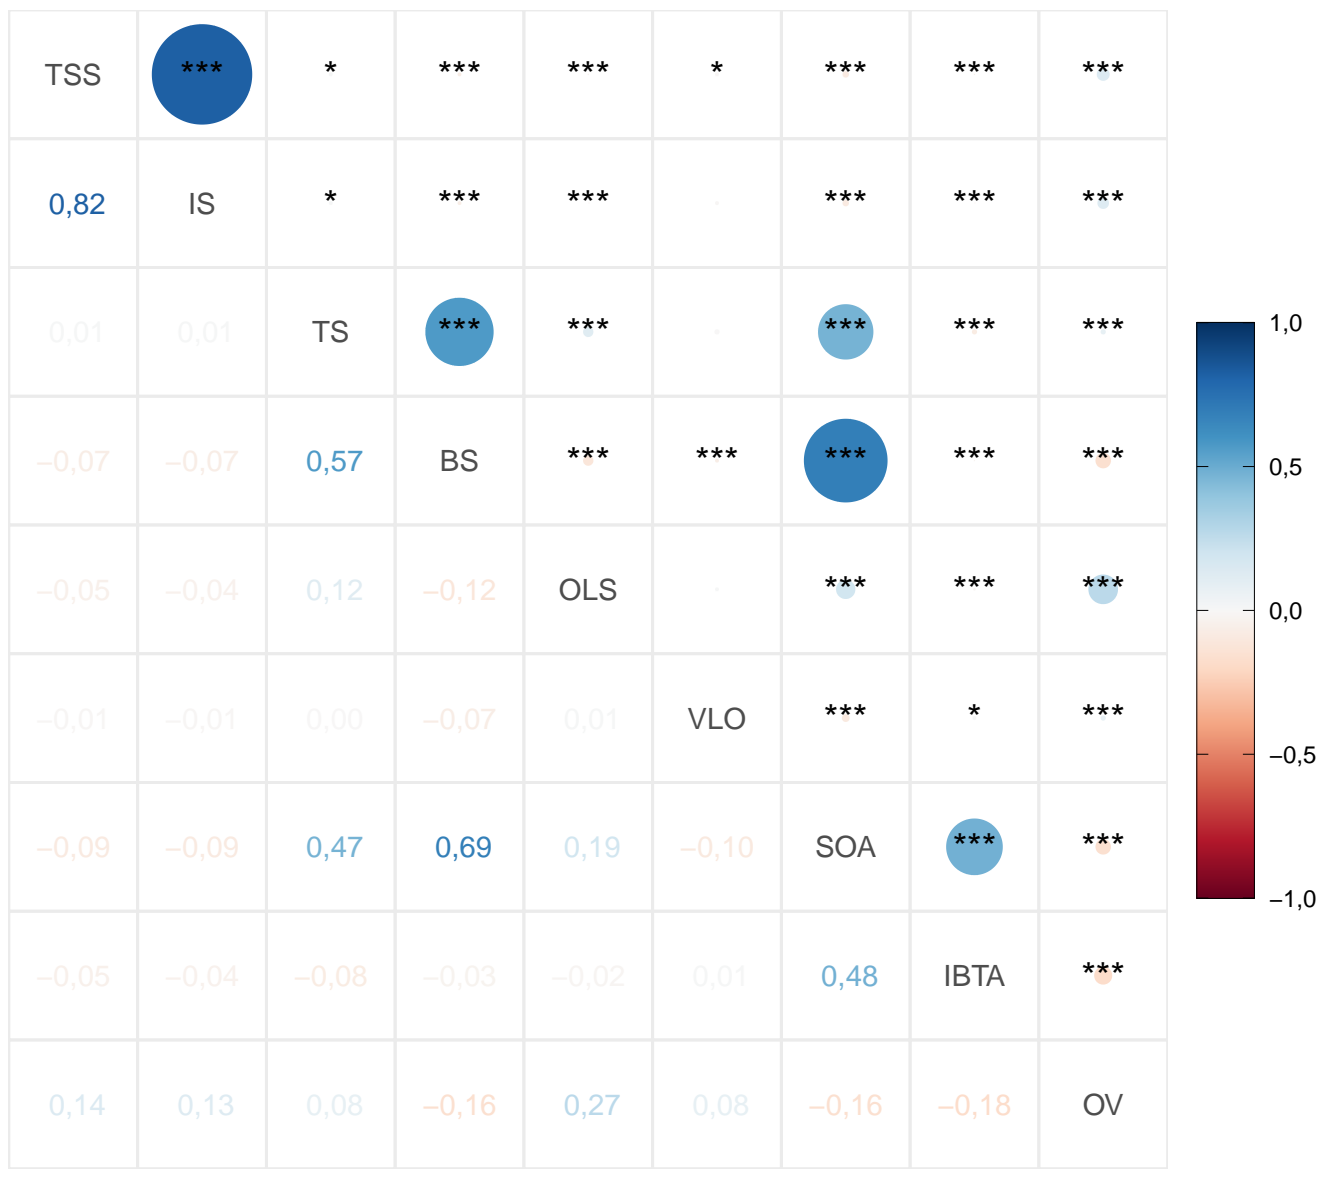 TSS *** * *** *** * *** *** ***
0,82 IS * *** *** *** *** ***
0,01 0,01 TS *** *** *** *** ***
−0,07 −0,07 0,57 BS *** *** *** *** ***
−0,05 −0,04 0,12 −0,12 OLS *** *** ***
−0,01 −0,01 0,00 −0,07 0,01 VLO *** * ***
−0,09 −0,09 0,47 0,69 0,19 −0,10 SOA *** ***
−0,05 −0,04 −0,08 −0,03 −0,02 0,01 0,48 IBTA ***
0,14 0,13 0,08 −0,16 0,27 0,08 −0,16 −0,18 OV
1,0
0,5
0,0
−0,5
−1,0